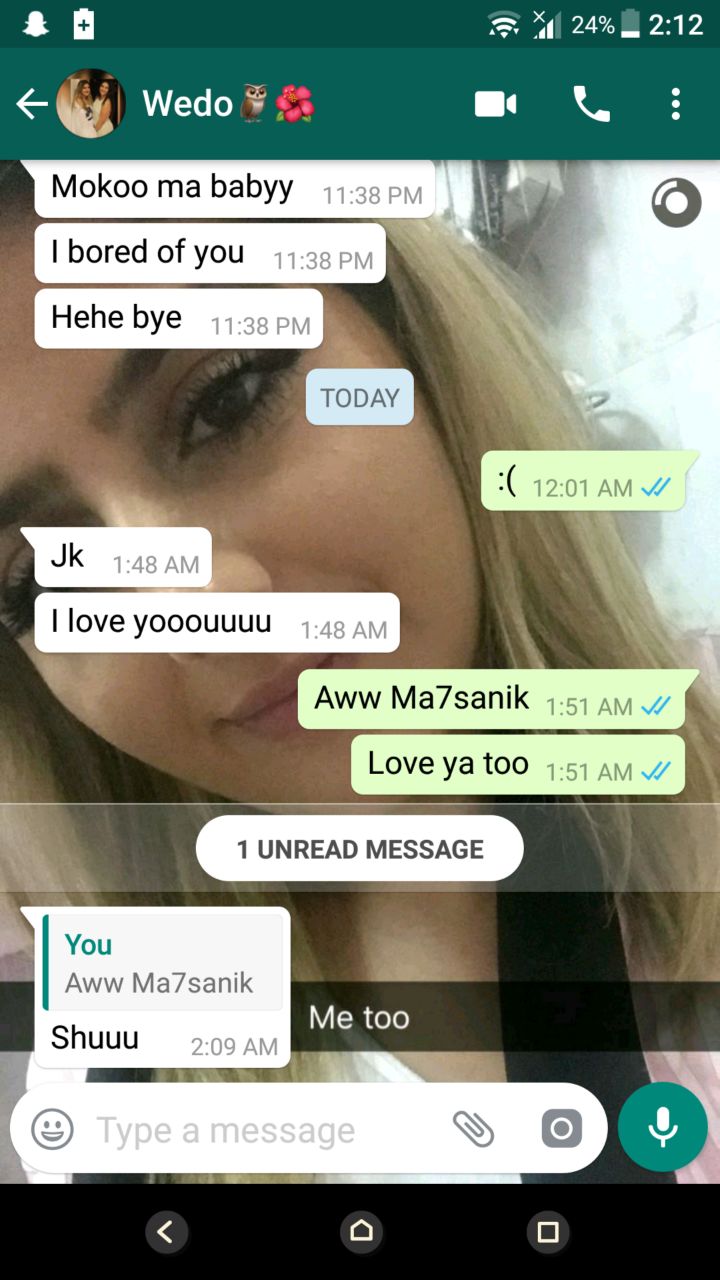 24% 2:12
Wedo🦉🌺
Mokoo ma babyy 11:38 PM
I bored of you 11:38 PM
Hehe bye 11:38 PM
TODAY
:( 12:01 AM
Jk 1:48 AM
I love yooouuuu 1:48 AM
Aww Ma7sanik 1:51 AM
Love ya too 1:51 AM
1 UNREAD MESSAGE
You
Aww Ma7sanik
Shuuu 2:09 AM
Me too
Type a message